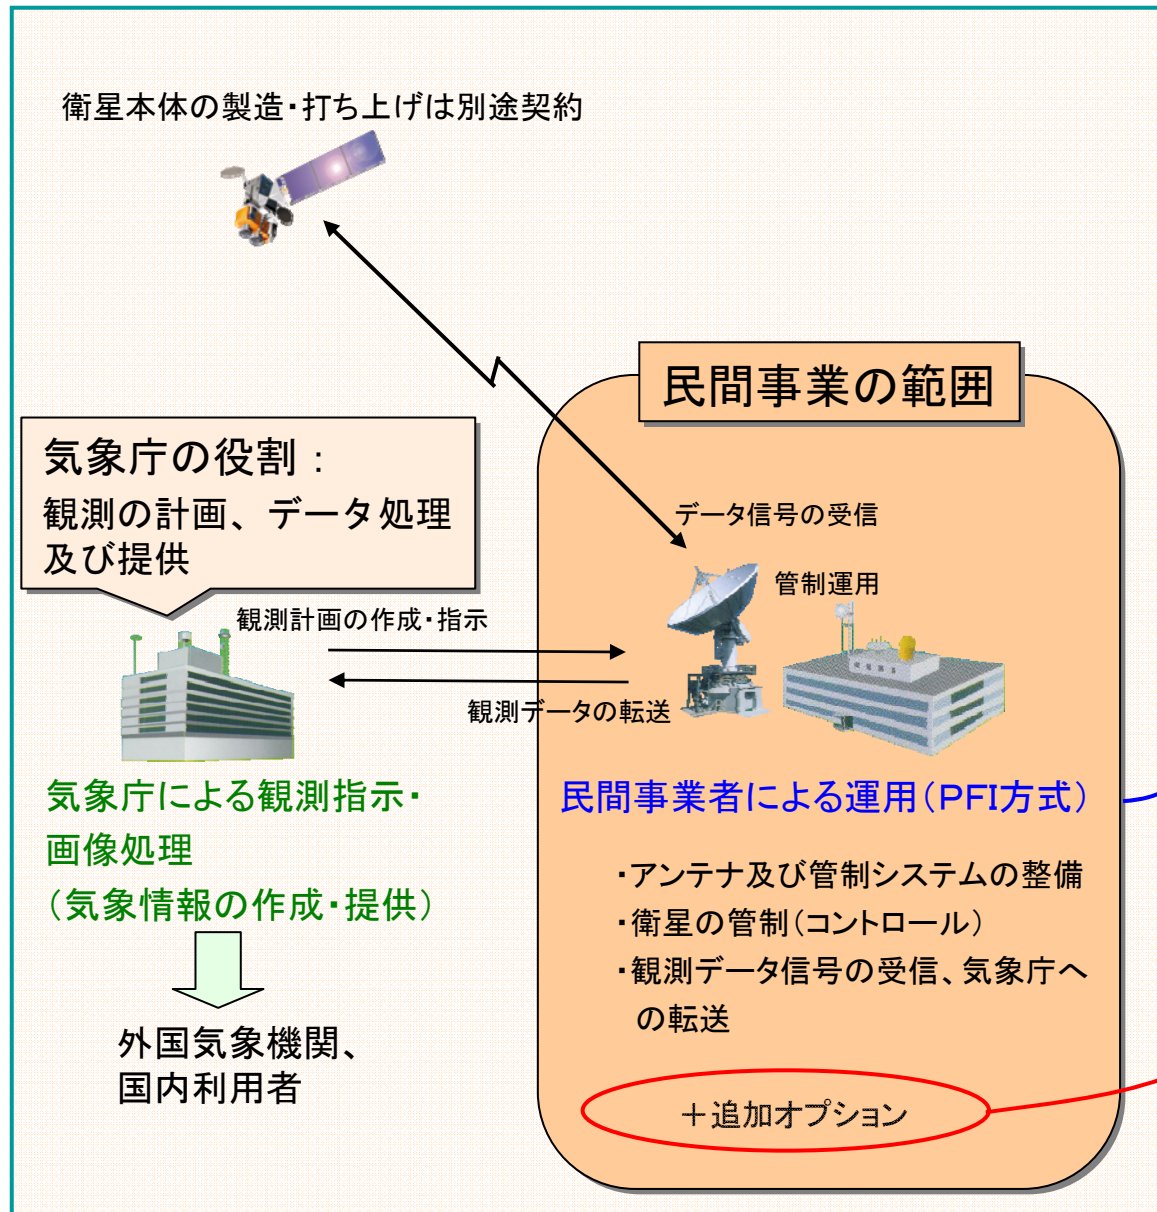 衛星本体の製造・打ち上げは別途契約
民間事業の範囲
気象庁の役割：
観測の計画、データ処理
及び提供
データ信号の受信
管制運用
観測計画の作成・指示
観測データの転送
気象庁による観測指示・
画像処理
（気象情報の作成・提供）
外国気象機関、
国内利用者
民間事業者による運用（PFI方式）
・アンテナ及び管制システムの整備
・衛星の管制（コントロール）
・観測データ信号の受信、気象庁へ
の転送
＋追加オプション